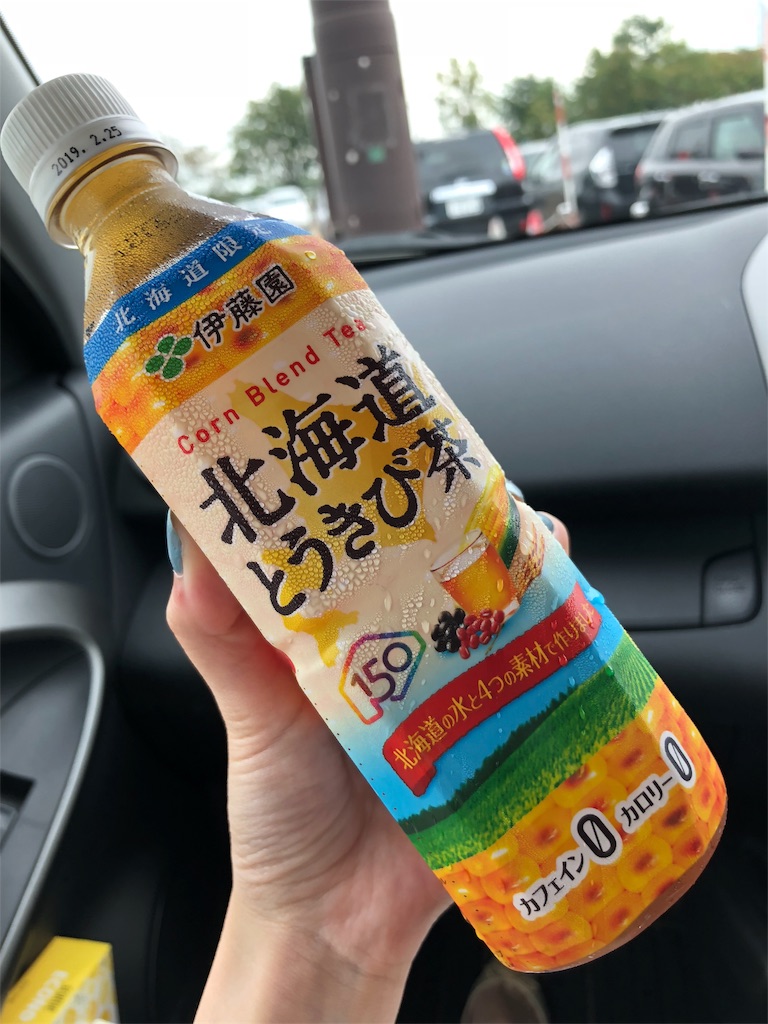 2019. 2.25
北海道限定
伊藤園
Corn Blend Tea
北海道
とうきび茶
150
北海道の水と4つの素材で作りました
カフェイン0 カロリー0